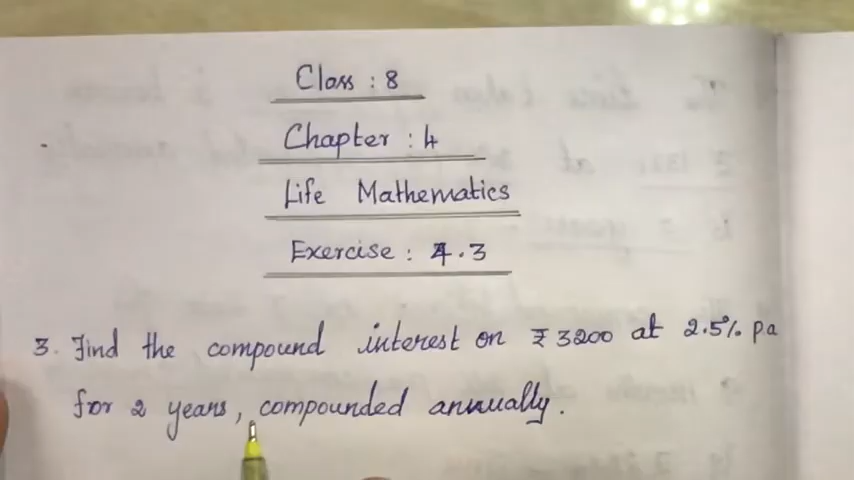 Class : 8
Chapter : 4
Life Mathematics
Exercise : 4.3
3. Find the compound interest on ₹ 3200 at 2.5% pa
for 2 years, compounded annually.